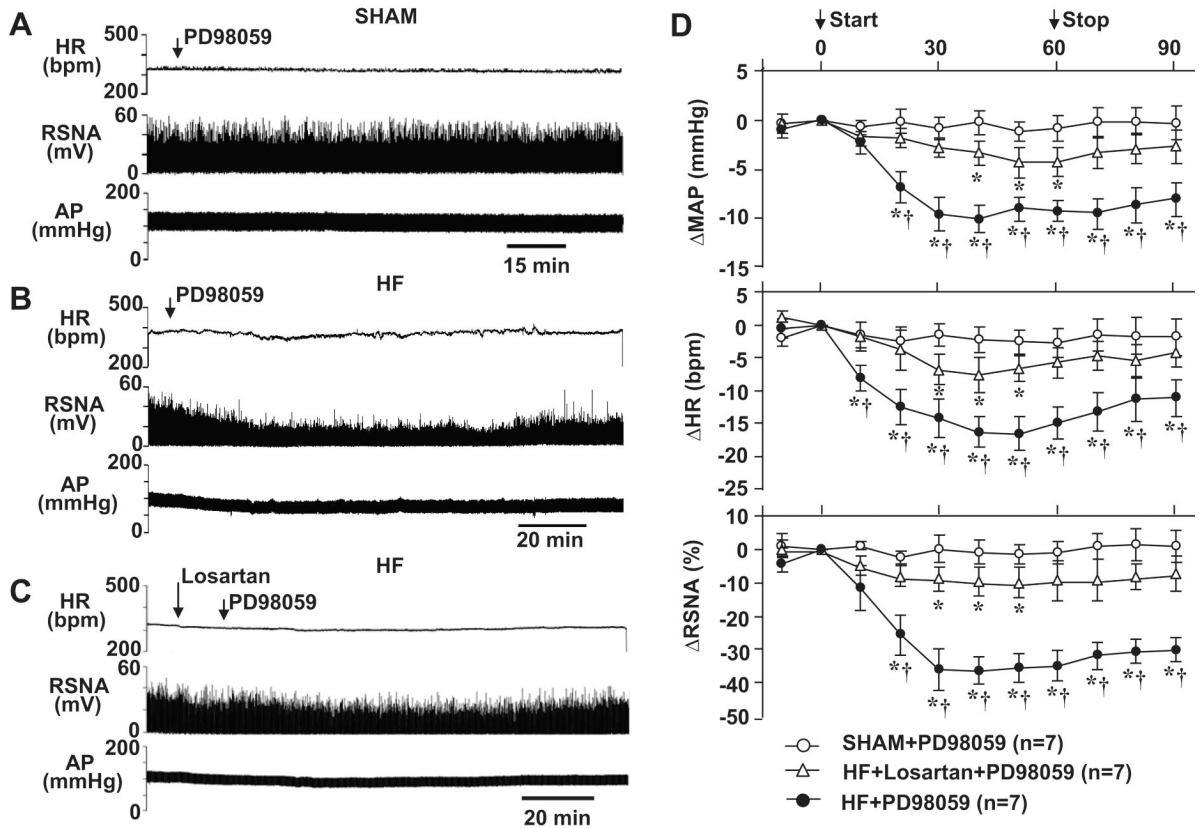 A
SHAM
HR
(bpm)
500
200
PD98059
RSNA
(mV)
60
0
AP
(mmHg)
200
0
15 min
B
HF
HR
(bpm)
500
200
PD98059
RSNA
(mV)
60
0
AP
(mmHg)
200
0
20 min
C
HF
HR
(bpm)
500
200
Losartan
PD98059
RSNA
(mV)
60
0
AP
(mmHg)
200
0
20 min
D
Start
Stop
0 30 60 90
ΔMAP (mmHg)
5
0
-5
-10
-15
* * *
*† *† *† *† *† *† *† *†
ΔHR (bpm)
5
0
-5
-10
-15
-20
-25
* * *
*† *† *† *† *† *† *† *† *†
ΔRSNA (%)
10
0
-10
-20
-30
-40
-50
* * *
*† *† *† *† *† *† *† *†
SHAM+PD98059 (n=7)
HF+Losartan+PD98059 (n=7)
HF+PD98059 (n=7)